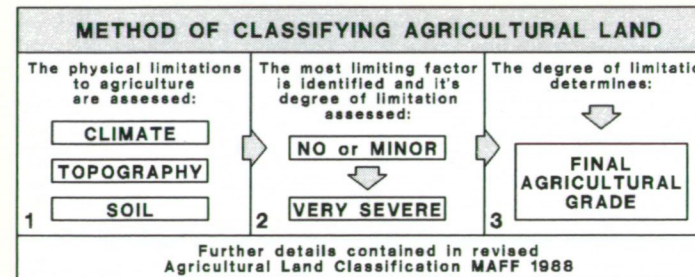 METHOD OF CLASSIFYING AGRICULTURAL LAND
The physical limitations
to agriculture
are assessed:
CLIMATE
TOPOGRAPHY
SOIL
1
The most limiting factor
is identified and it's
degree of limitation
assessed:
NO or MINOR
VERY SEVERE
2
The degree of limitatio
determines:
FINAL
AGRICULTURAL
GRADE
3
Further details contained in revised
Agricultural Land Classification MAFF 1988